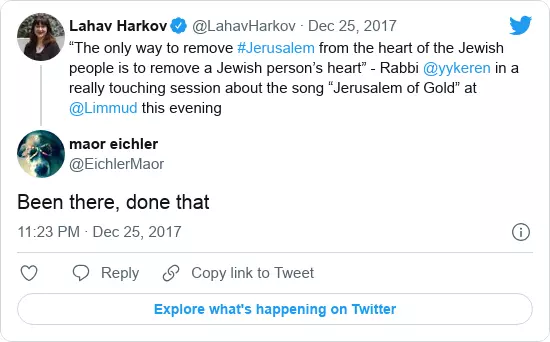 Lahav Harkov @LahavHarkov · Dec 25, 2017
“The only way to remove #Jerusalem from the heart of the Jewish
people is to remove a Jewish person’s heart” - Rabbi @yykeren in a
really touching session about the song “Jerusalem of Gold” at
@Limmud this evening
maor eichler
@EichlerMaor
Been there, done that
11:23 PM · Dec 25, 2017
Reply Copy link to Tweet
Explore what's happening on Twitter